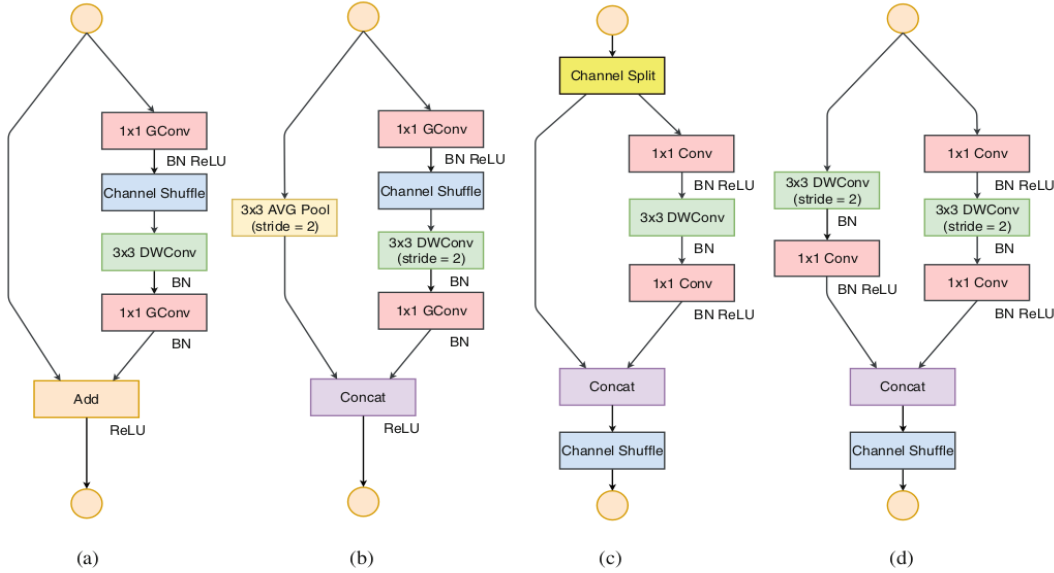 1x1 GConv
BN ReLU
Channel Shuffle
3x3 DWConv
BN
1x1 GConv
BN
Add
ReLU
(a)
1x1 GConv
BN ReLU
Channel Shuffle
3x3 AVG Pool
(stride = 2)
3x3 DWConv
(stride = 2)
BN
1x1 GConv
BN
Concat
ReLU
(b)
Channel Split
1x1 Conv
BN ReLU
3x3 DWConv
BN
1x1 Conv
BN ReLU
Concat
Channel Shuffle
(c)
3x3 DWConv
(stride = 2)
BN
1x1 Conv
BN ReLU
1x1 Conv
BN ReLU
3x3 DWConv
(stride = 2)
BN
1x1 Conv
BN ReLU
Concat
Channel Shuffle
(d)